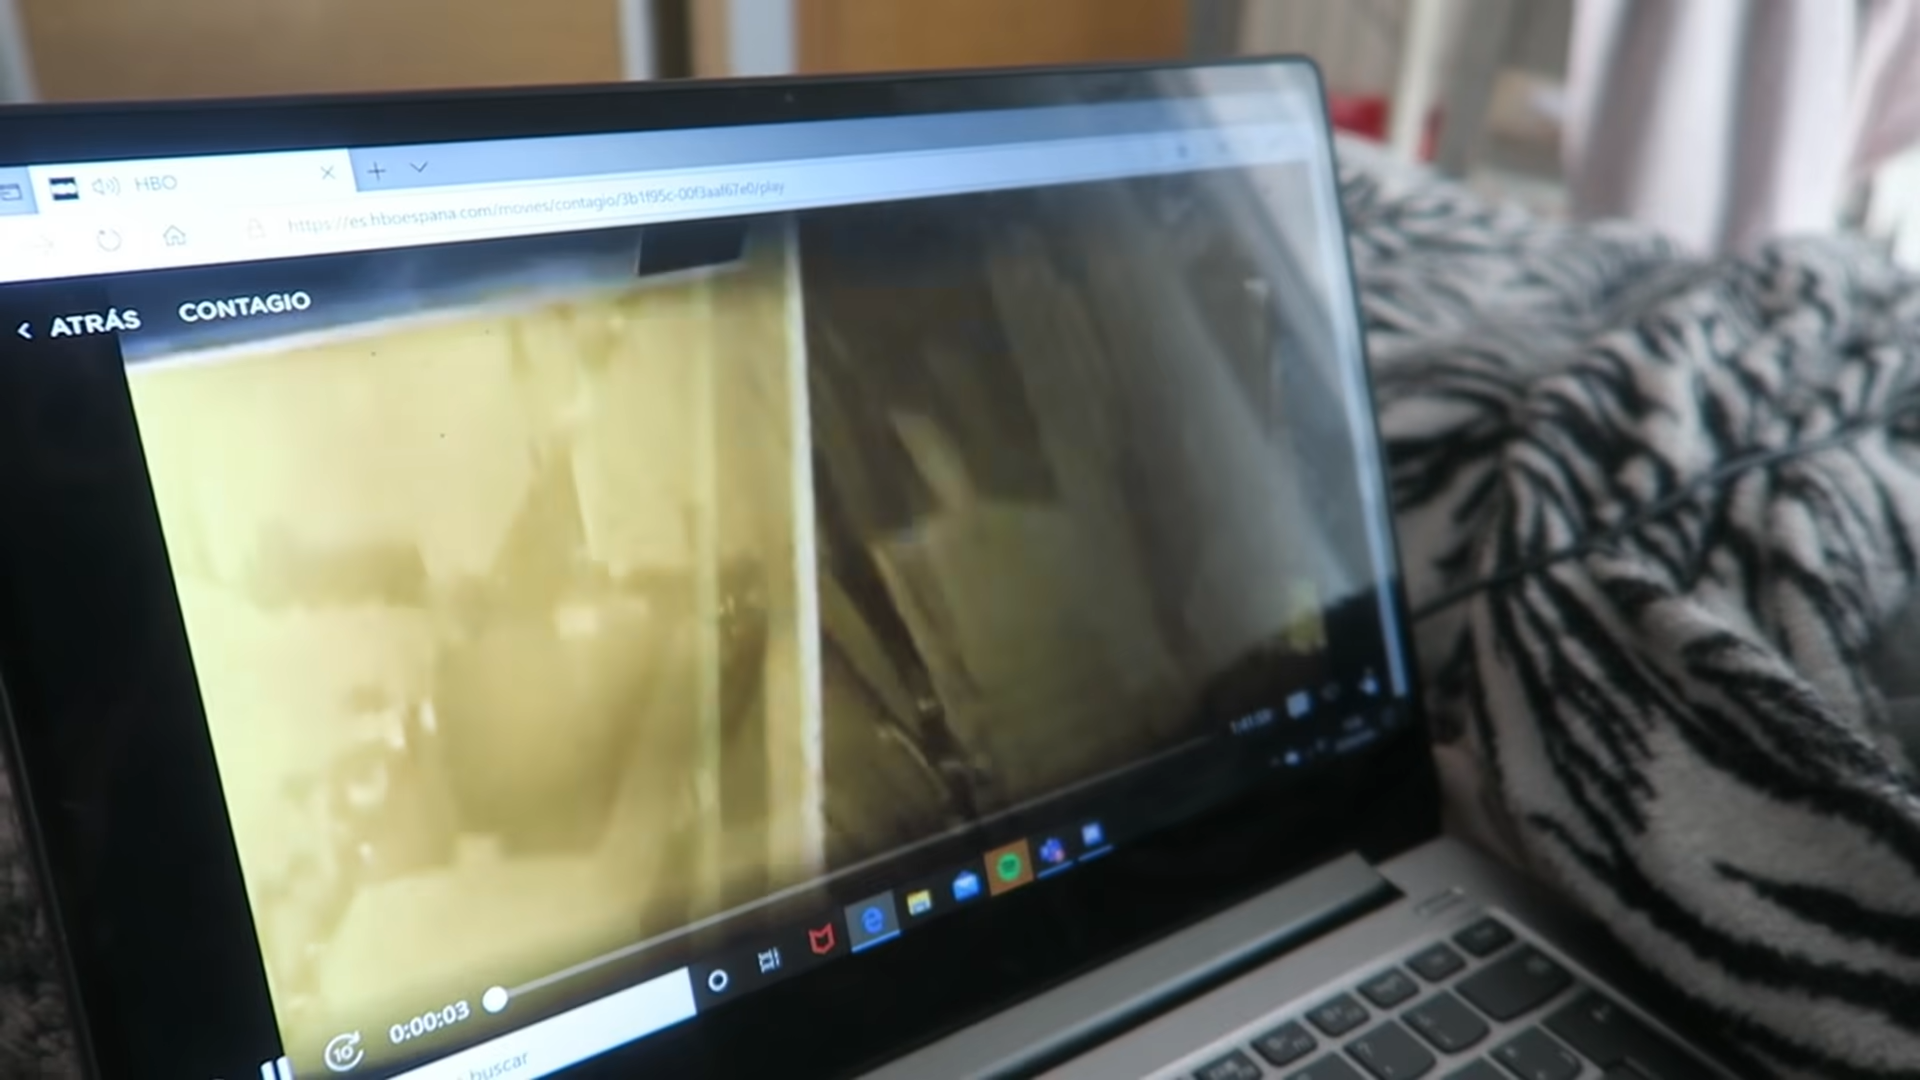 HBO
https://es.hboespana.com/movies/contagio/3b1f95c-00f3aaf67e0/play
ATRÁS CONTAGIO
10 0:00:03
buscar